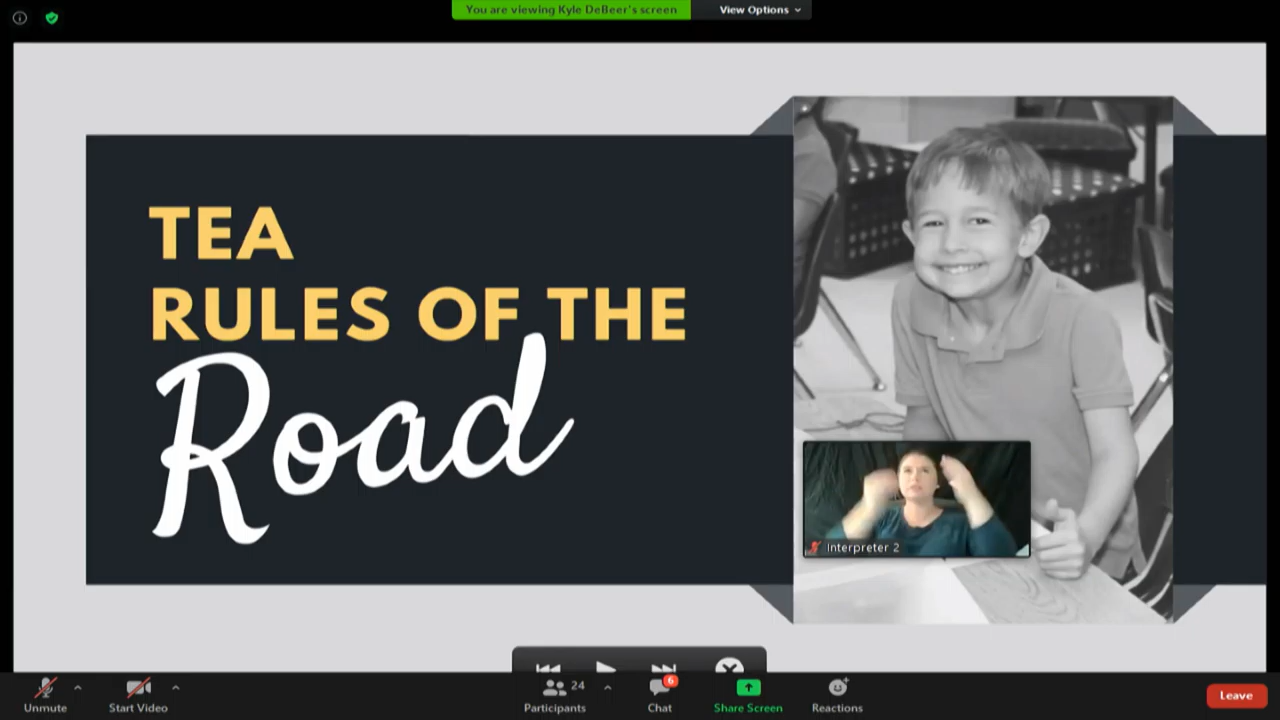 You are viewing Kyle DeBeer's screen
View Options
TEA
RULES OF THE
Road
Interpreter 2
Unmute
Start Video
24
Participants
6
Chat
Share Screen
Reactions
Leave